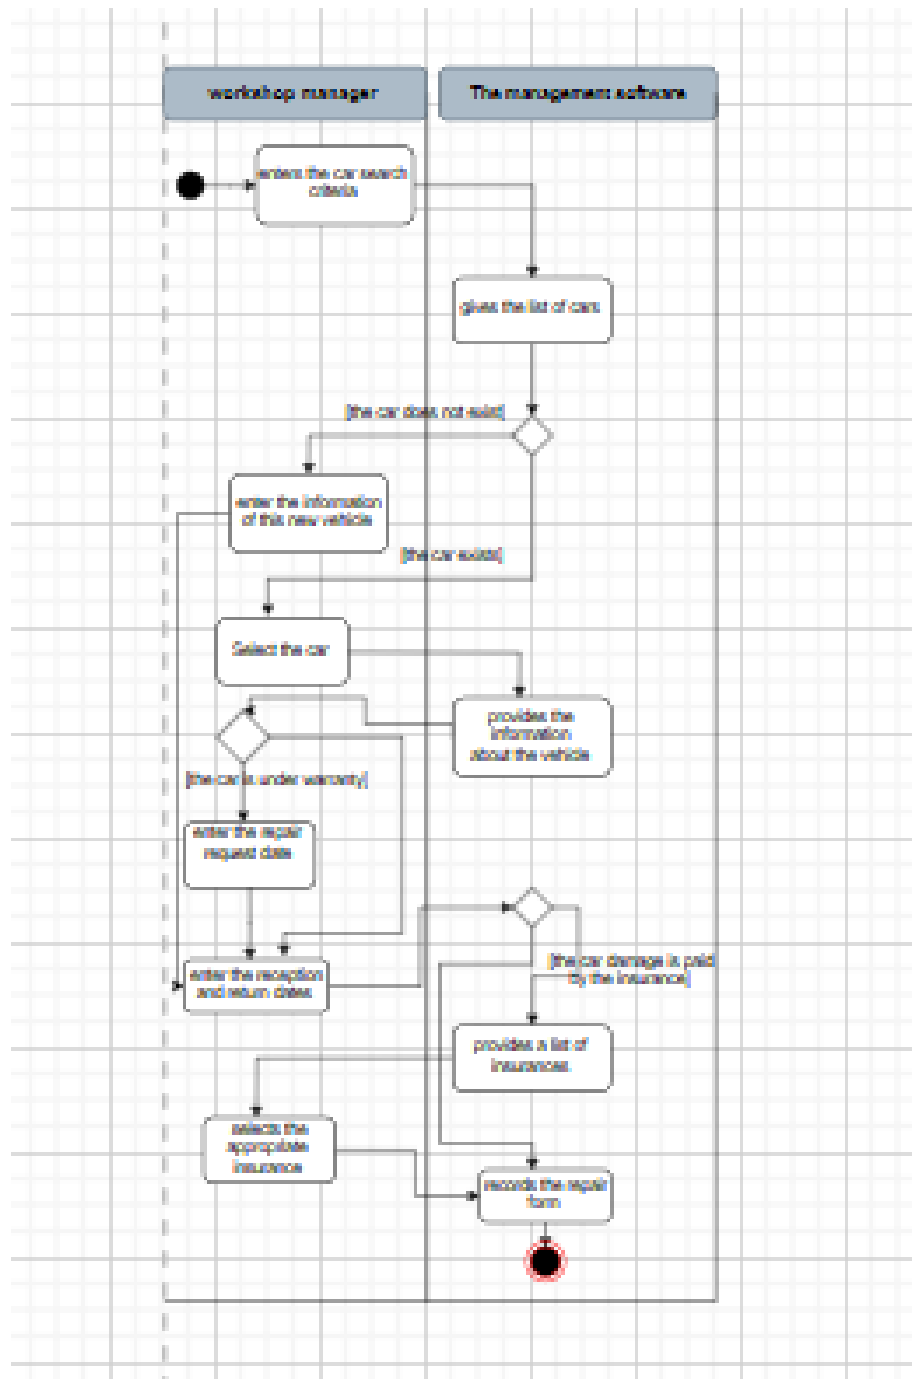 workshop manager
The management software
enters the car search
criteria
gives the list of cars
[the car does not exist]
enter the information
of this new vehicle
[the car exists]
Select the car
provides the
information
about the vehicle
[the car is under warranty]
enter the repair
request date
enter the reception
and return dates
[the car damage is paid
by the insurance]
provides a list of
insurances
selects the
appropriate
insurance
records the repair
form